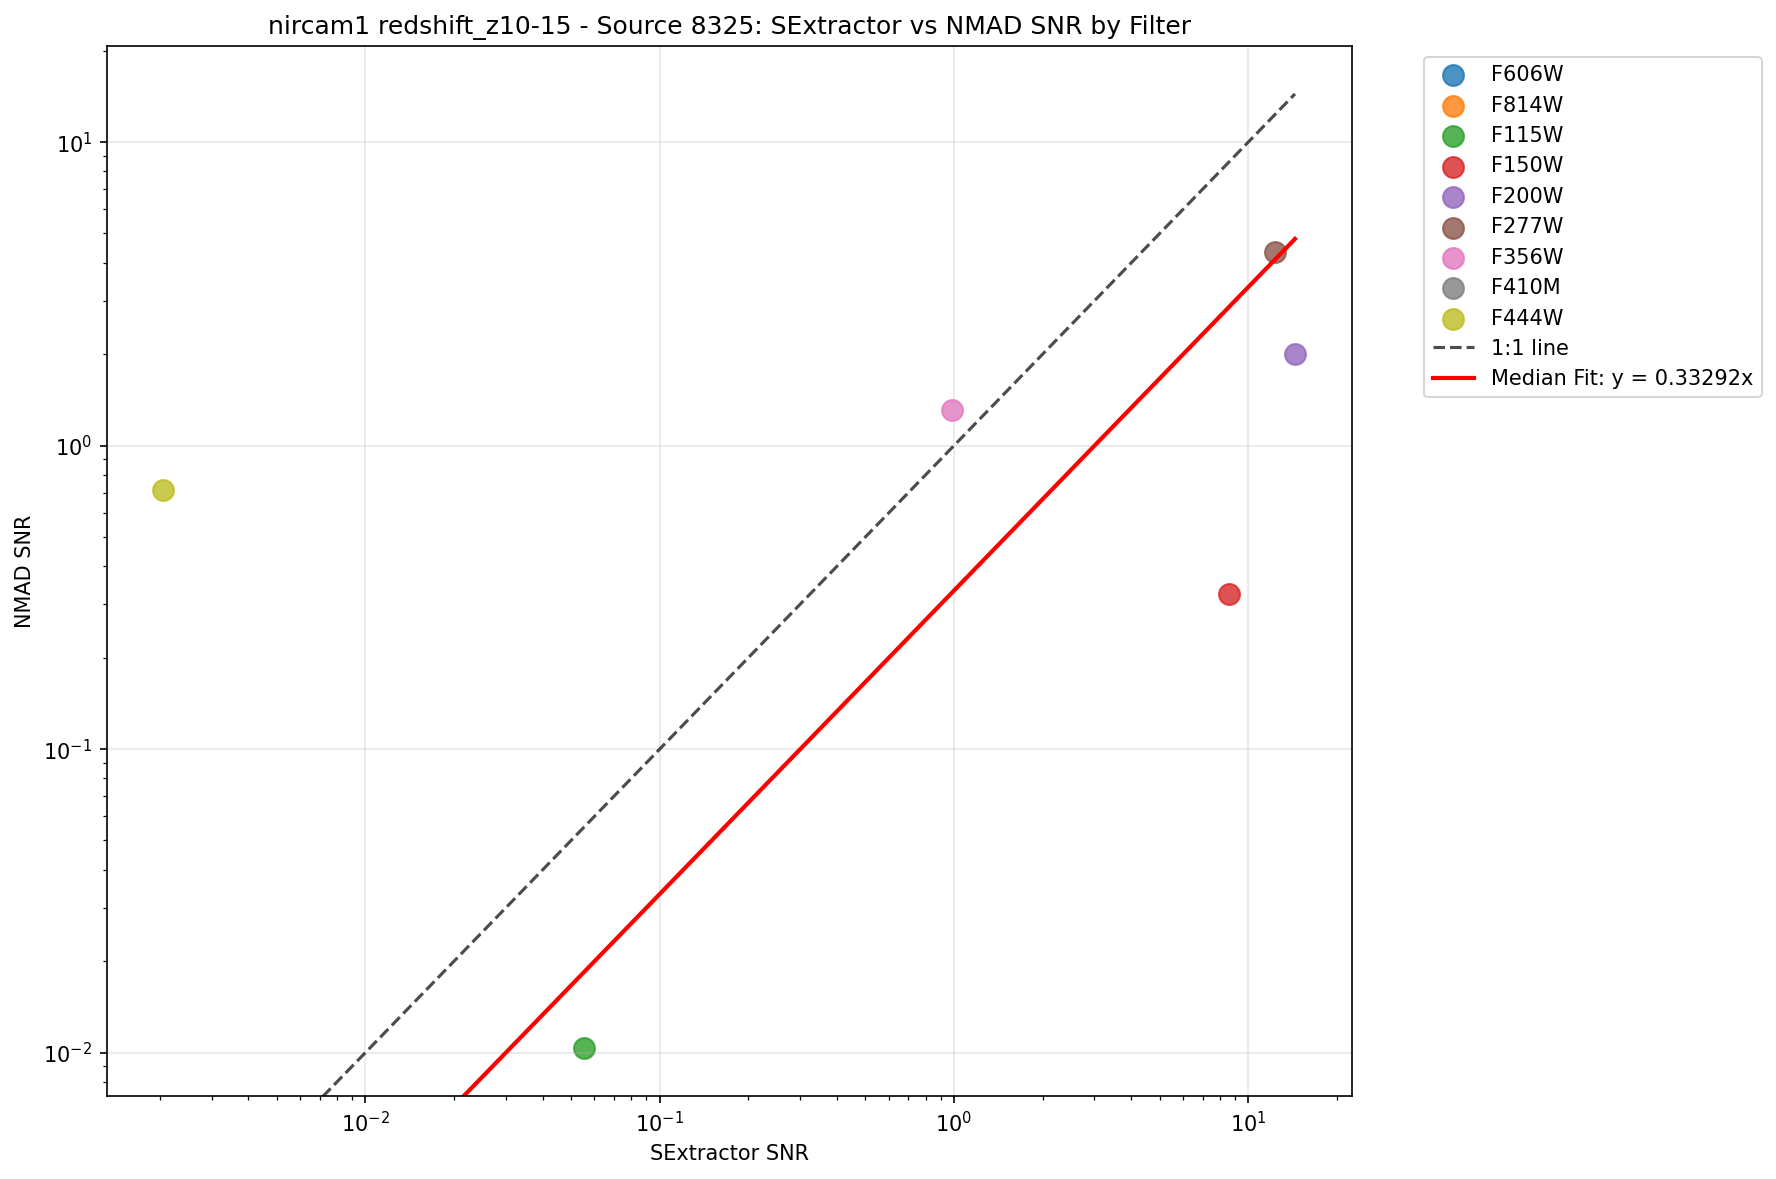 nircam1 redshift_z10-15 - Source 8325: SExtractor vs NMAD SNR by Filter
10¹
10⁰
10⁻¹
10⁻²
NMAD SNR
10⁻² 10⁻¹ 10⁰ 10¹
SExtractor SNR
F606W
F814W
F115W
F150W
F200W
F277W
F356W
F410M
F444W
1:1 line
Median Fit: y = 0.33292x